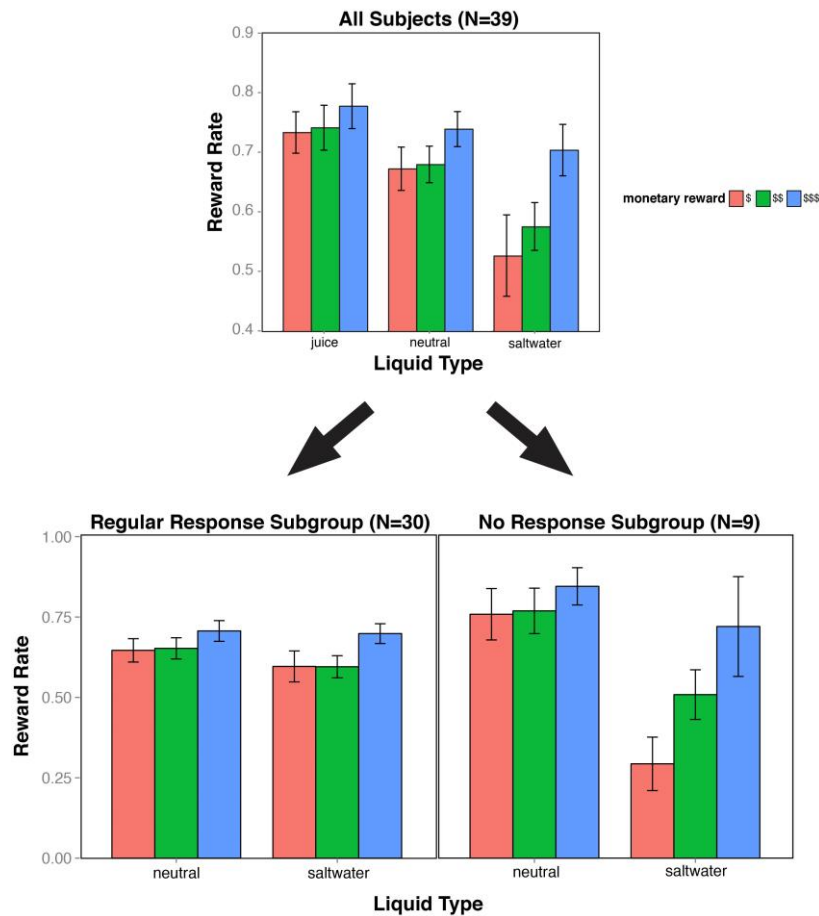 All Subjects (N=39)
0.9
0.8
0.7
0.6
0.5
0.4
Reward Rate
juice neutral saltwater
Liquid Type
monetary reward $ $$ $$$
Regular Response Subgroup (N=30) No Response Subgroup (N=9)
1.00
0.75
0.50
0.25
0.00
Reward Rate
neutral saltwater neutral saltwater
Liquid Type